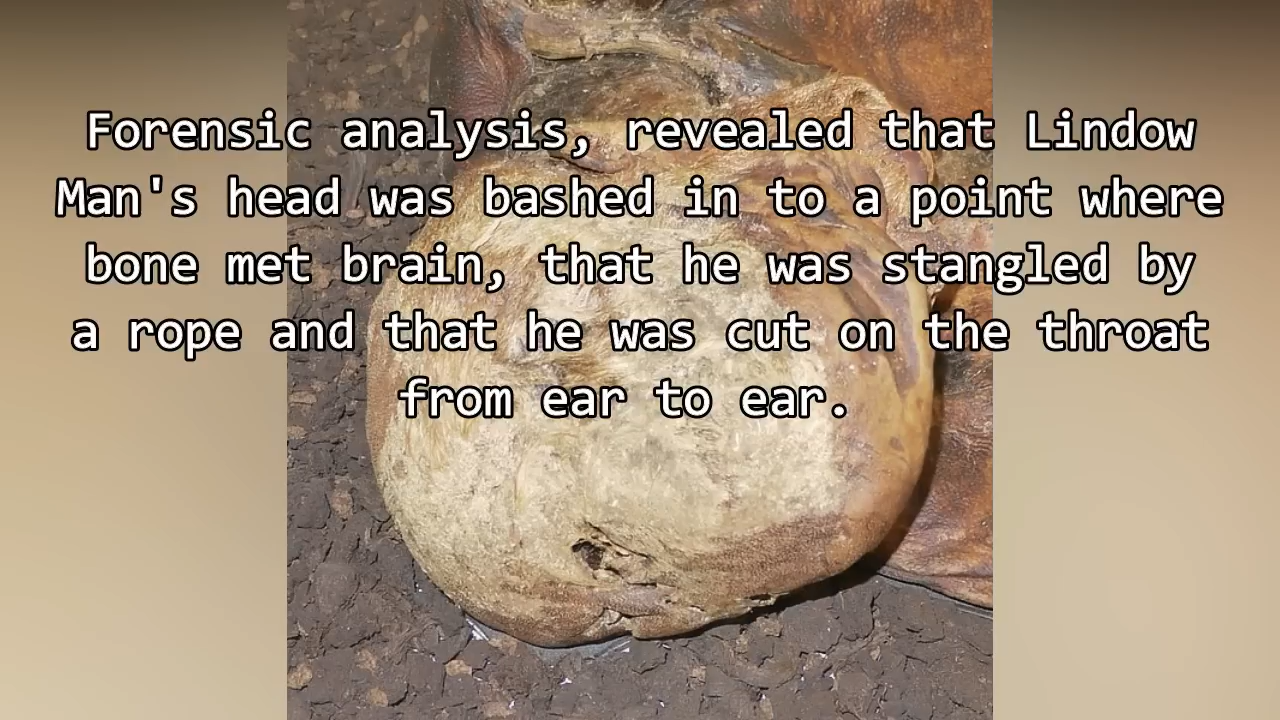 Forensic analysis, revealed that Lindow
Man's head was bashed in to a point where
bone met brain, that he was stangled by
a rope and that he was cut on the throat
from ear to ear.